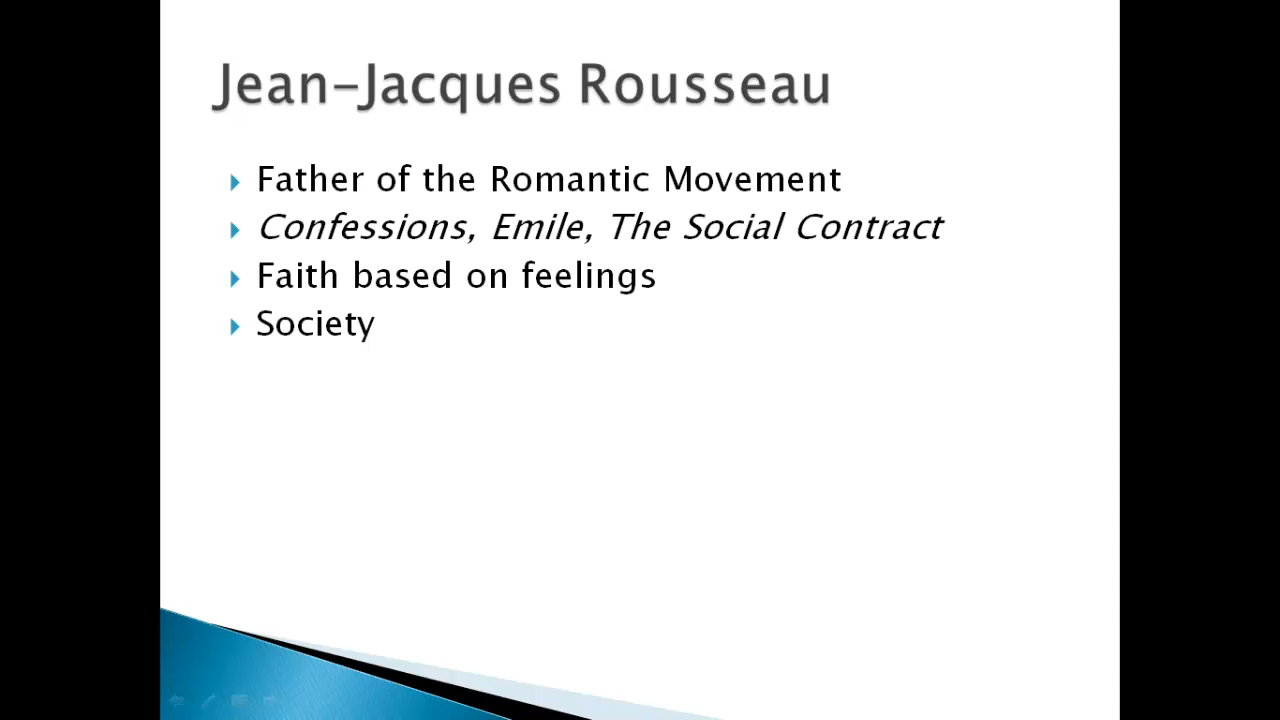 Jean-Jacques Rousseau
Father of the Romantic Movement
Confessions, Emile, The Social Contract
Faith based on feelings
Society